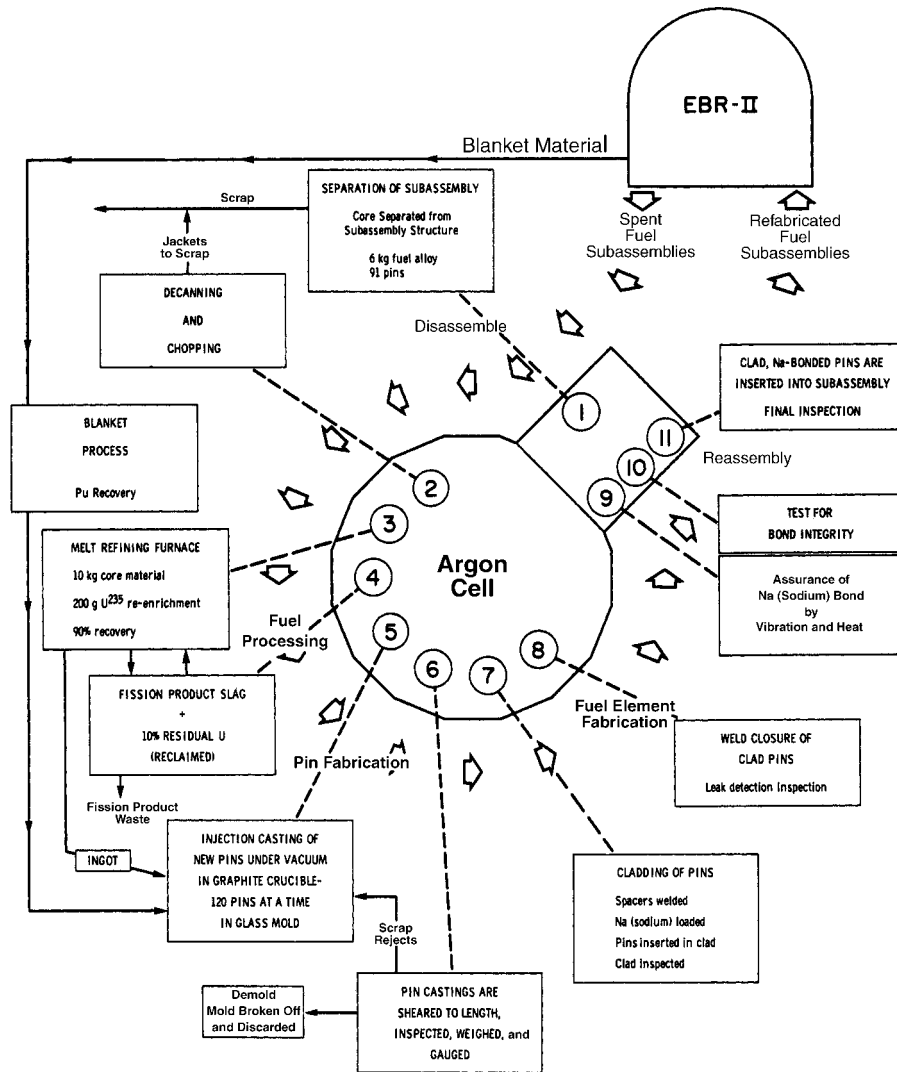 EBR-II
Blanket Material
Spent
Fuel
Subassemblies
Refabricated
Fuel
Subassemblies
Scrap
Jackets
to Scrap
SEPARATION OF SUBASSEMBLY
Core Separated from
Subassembly Structure
6 kg fuel alloy
91 pins
DECANNING
AND
CHOPPING
Disassemble
CLAD, Na-BONDED PINS ARE
INSERTED INTO SUBASSEMBLY
FINAL INSPECTION
Reassembly
1
11
10
9
2
3
4
5
6
7
8
Argon
Cell
BLANKET
PROCESS
Pu Recovery
TEST FOR
BOND INTEGRITY
Assurance of
Na (Sodium) Bond
by
Vibration and Heat
MELT REFINING FURNACE
10 kg core material
200 g U235 re-enrichment
90% recovery
Fuel
Processing
FISSION PRODUCT SLAG
+
10% RESIDUAL U
(RECLAIMED)
Pin Fabrication
Fuel Element
Fabrication
WELD CLOSURE OF
CLAD PINS
Leak detection inspection
Fission Product
Waste
INGOT
INJECTION CASTING OF
NEW PINS UNDER VACUUM
IN GRAPHITE CRUCIBLE-
120 PINS AT A TIME
IN GLASS MOLD
Scrap
Rejects
CLADDING OF PINS
Spacers welded
Na (sodium) loaded
Pins inserted in clad
Clad inspected
Demold
Mold Broken Off
and Discarded
PIN CASTINGS ARE
SHEARED TO LENGTH,
INSPECTED, WEIGHED, and
GAUGED